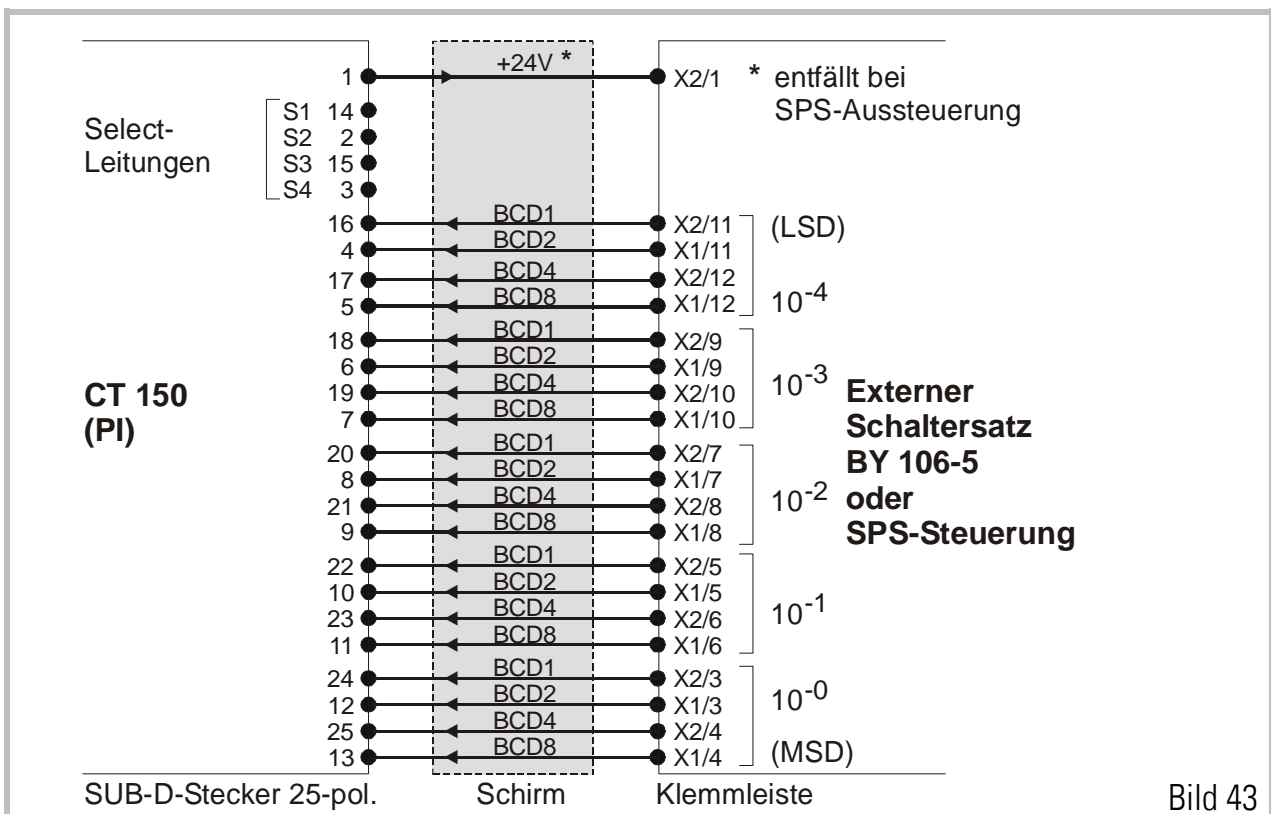 +24V *
1 X2/1 * entfällt bei
SPS-Aussteuerung
Select-
Leitungen
S1 14
S2 2
S3 15
S4 3
16 BCD1 X2/11 (LSD)
4 BCD2 X1/11
17 BCD4 X2/12
5 BCD8 X1/12
10-4
18 BCD1 X2/9
6 BCD2 X1/9
19 BCD4 X2/10
7 BCD8 X1/10
10-3
CT 150
(PI)
Externer
Schaltersatz
BY 106-5
oder
SPS-Steuerung
20 BCD1 X2/7
8 BCD2 X1/7
21 BCD4 X2/8
9 BCD8 X1/8
10-2
22 BCD1 X2/5
10 BCD2 X1/5
23 BCD4 X2/6
11 BCD8 X1/6
10-1
24 BCD1 X2/3
12 BCD2 X1/3
25 BCD4 X2/4
13 BCD8 X1/4
10-0
(MSD)
SUB-D-Stecker 25-pol. Schirm Klemmleiste
Bild 43